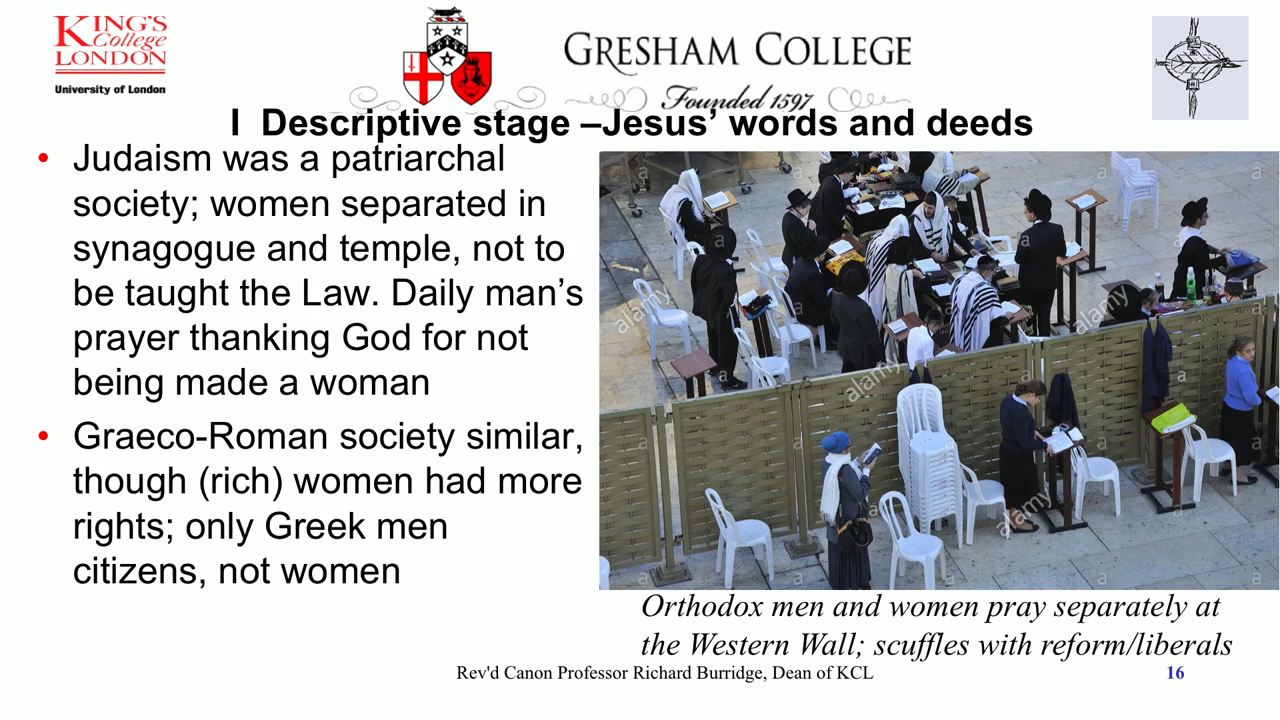 KING'S
College
LONDON
University of London
GRESHAM COLLEGE
Founded 1597
I Descriptive stage –Jesus’ words and deeds
• Judaism was a patriarchal
society; women separated in
synagogue and temple, not to
be taught the Law. Daily man’s
prayer thanking God for not
being made a woman
• Graeco-Roman society similar,
though (rich) women had more
rights; only Greek men
citizens, not women
alamy
alamy
alamy
alamy
Orthodox men and women pray separately at
the Western Wall; scuffles with reform/liberals
Rev'd Canon Professor Richard Burridge, Dean of KCL
16